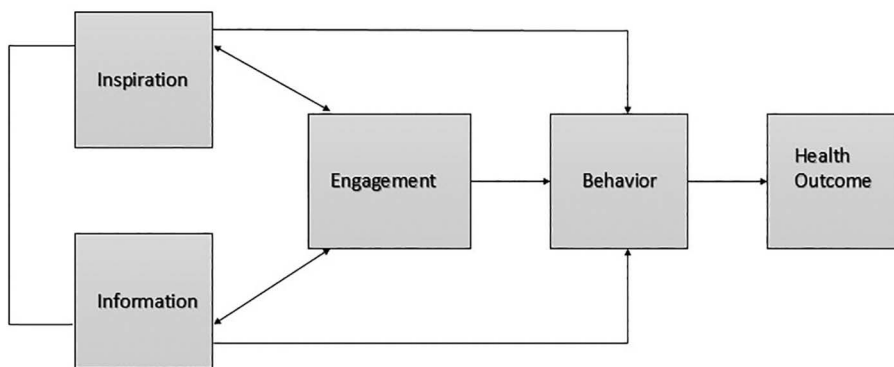 Inspiration
Engagement
Behavior
Health
Outcome
Information